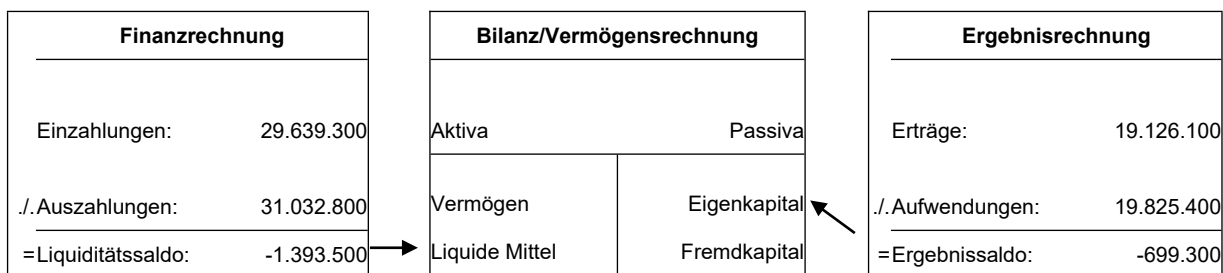 Finanzrechnung
Einzahlungen: 29.639.300
./. Auszahlungen: 31.032.800
= Liquiditätssaldo: -1.393.500
Bilanz/Vermögensrechnung
Aktiva Passiva
Vermögen Eigenkapital
Liquide Mittel Fremdkapital
Ergebnisrechnung
Erträge: 19.126.100
./. Aufwendungen: 19.825.400
= Ergebnissaldo: -699.300